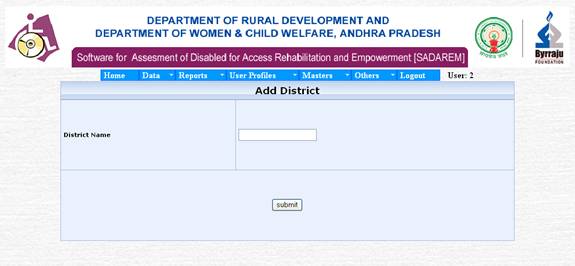 DEPARTMENT OF RURAL DEVELOPMENT AND
DEPARTMENT OF WOMEN & CHILD WELFARE, ANDHRA PRADESH
Software for Assesment of Disabled for Access Rehabilitation and Empowerment [SADAREM]
Byrraju
FOUNDATION
Home Data Reports User Profiles Masters Others Logout User: 2
Add District
District Name
submit